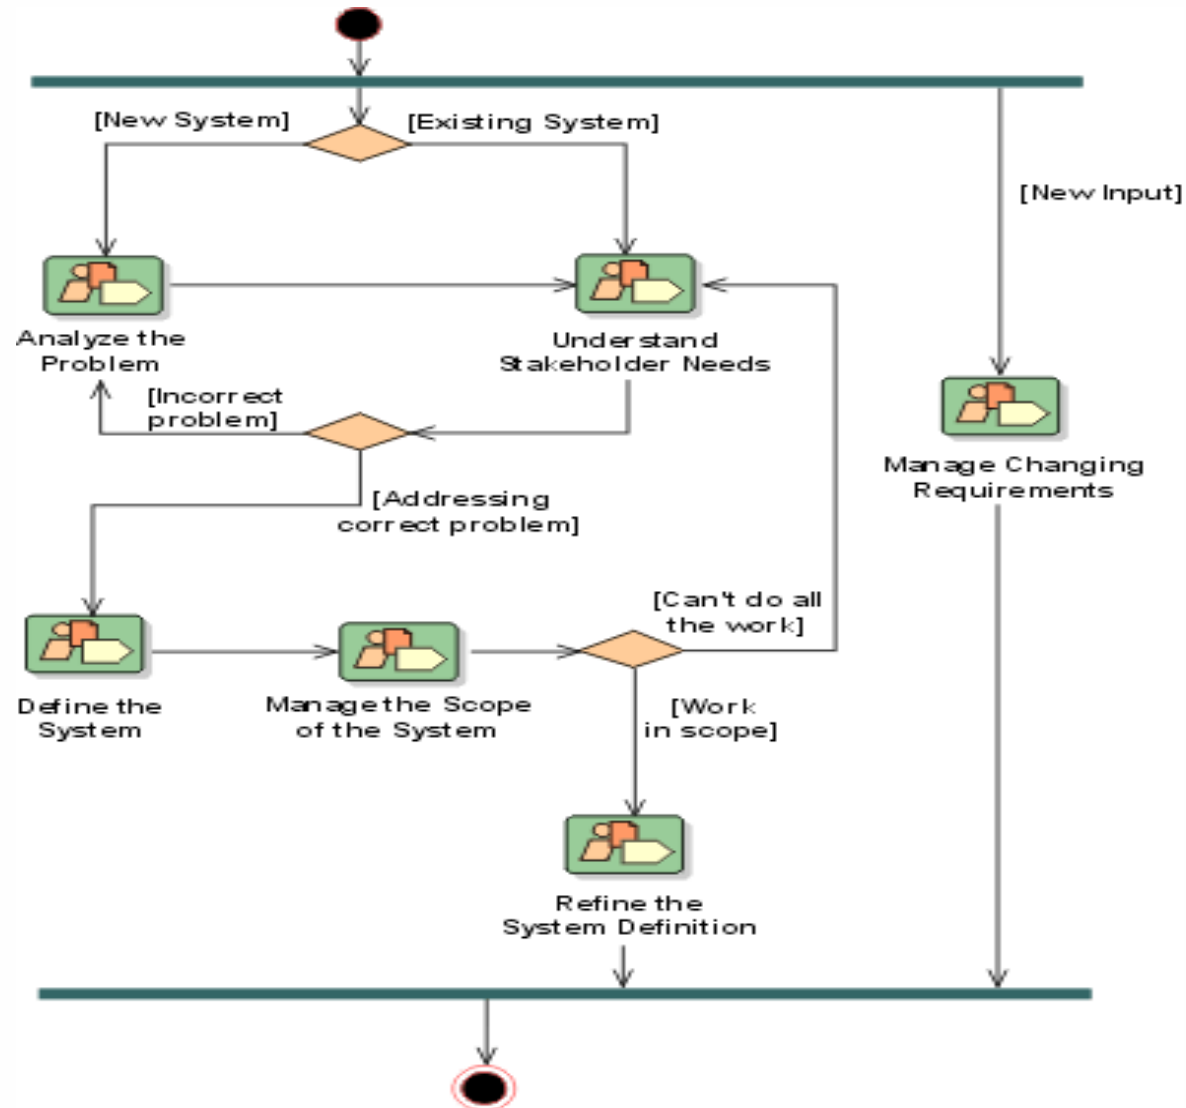 [New System]
[Existing System]
[New Input]
Analyze the
Problem
Understand
Stakeholder Needs
[Incorrect
problem]
Manage Changing
Requirements
[Addressing
correct problem]
[Can't do all
the work]
Define the
System
Manage the Scope
of the System
[Work
in scope]
Refine the
System Definition